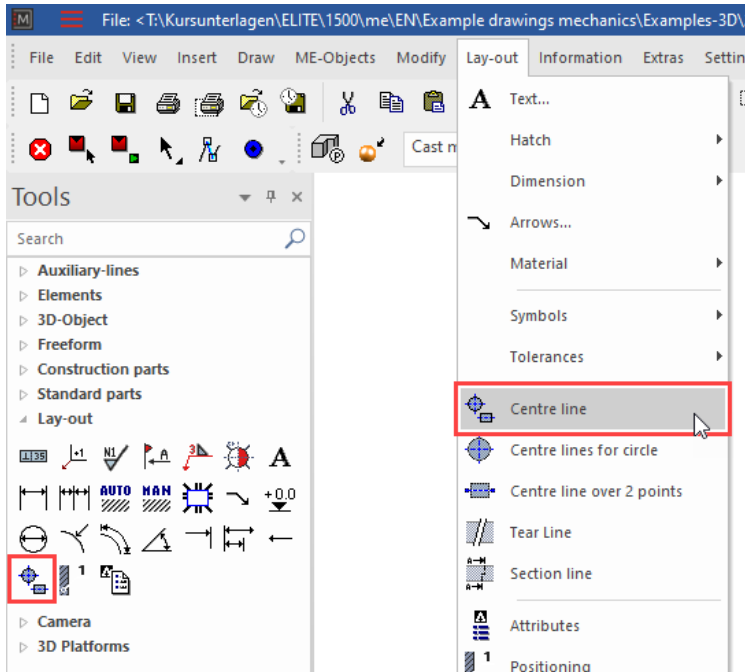 M File: <T:\Kursunterlagen\ELITE\1500\me\EN\Example drawings mechanics\Examples-3D\
File Edit View Insert Draw ME-Objects Modify Lay-out Information Extras Settin
A Text...
Hatch
Cast m
Dimension
Tools
Arrows...
Search
Material
Auxiliary-lines
Elements
3D-Object
Symbols
Freeform
Tolerances
Construction parts
Standard parts
Centre line
Lay-out
Centre lines for circle
Centre line over 2 points
Tear Line
Section line
Camera
Attributes
3D Platforms
Positioning